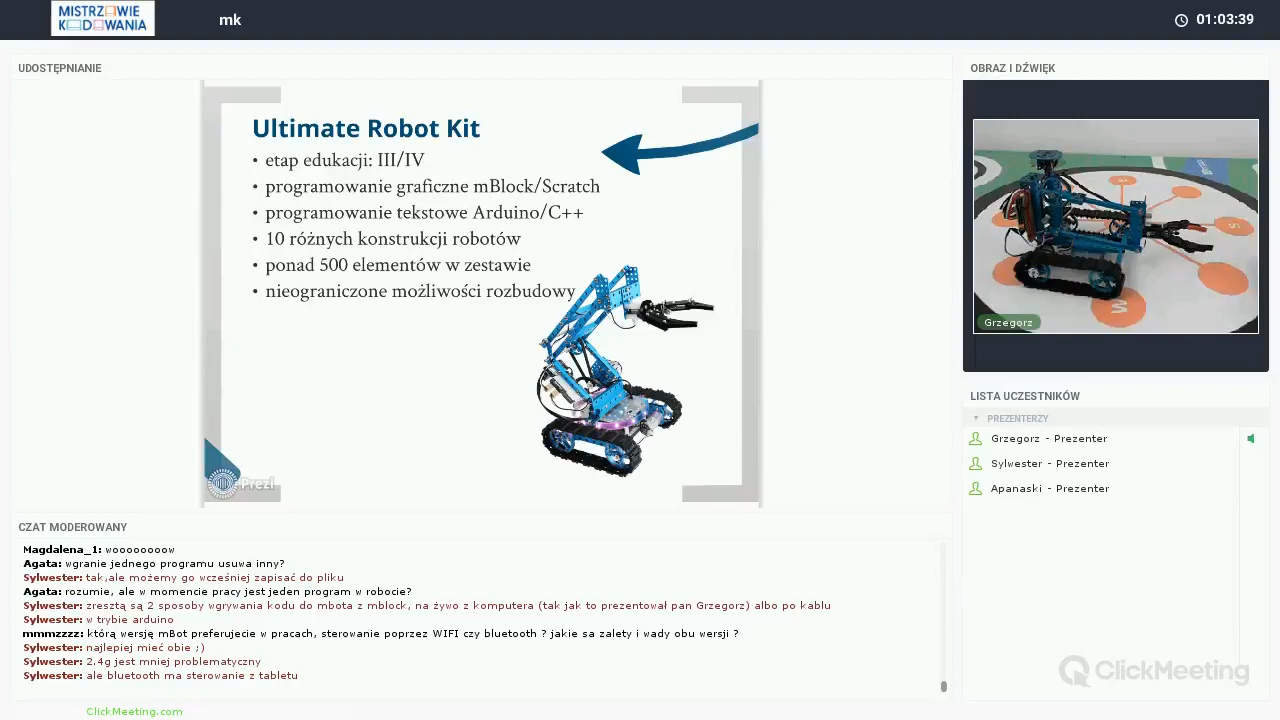 MISTRZOWIE
KODOWANIA
mk
01:03:39
UDOSTĘPNIANIE
Ultimate Robot Kit
• etap edukacji: III/IV
• programowanie graficzne mBlock/Scratch
• programowanie tekstowe Arduino/C++
• 10 różnych konstrukcji robotów
• ponad 500 elementów w zestawie
• nieograniczone możliwości rozbudowy
Prezi
CZAT MODEROWANY
Magdalena_1: woooooooow
Agata: wgranie jednego programu usuwa inny?
Sylwester: tak,ale możemy go wcześniej zapisać do pliku
Agata: rozumie, ale w momencie pracy jest jeden program w robocie?
Sylwester: zresztą są 2 sposoby wgrywania kodu do mbota z mblock, na żywo z komputera (tak jak to prezentował pan Grzegorz) albo po kablu
Sylwester: w trybie arduino
mmmzzzz: którą wersję mBot preferujecie w pracach, sterowanie poprzez WIFI czy bluetooth ? jakie sa zalety i wady obu wersji ?
Sylwester: najlepiej mieć obie ;)
Sylwester: 2.4g jest mniej problematyczny
Sylwester: ale bluetooth ma sterowanie z tabletu
ClickMeeting.com
OBRAZ I DŹWIĘK
Grzegorz
LISTA UCZESTNIKÓW
PREZENTERZY
Grzegorz - Prezenter
Sylwester - Prezenter
Apanaski - Prezenter
ClickMeeting